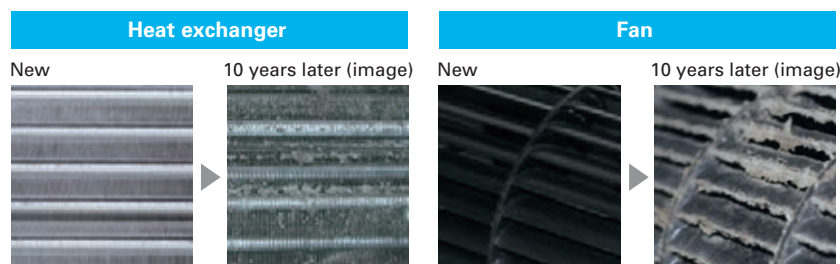 Heat exchanger
New
10 years later (image)
Fan
New
10 years later (image)